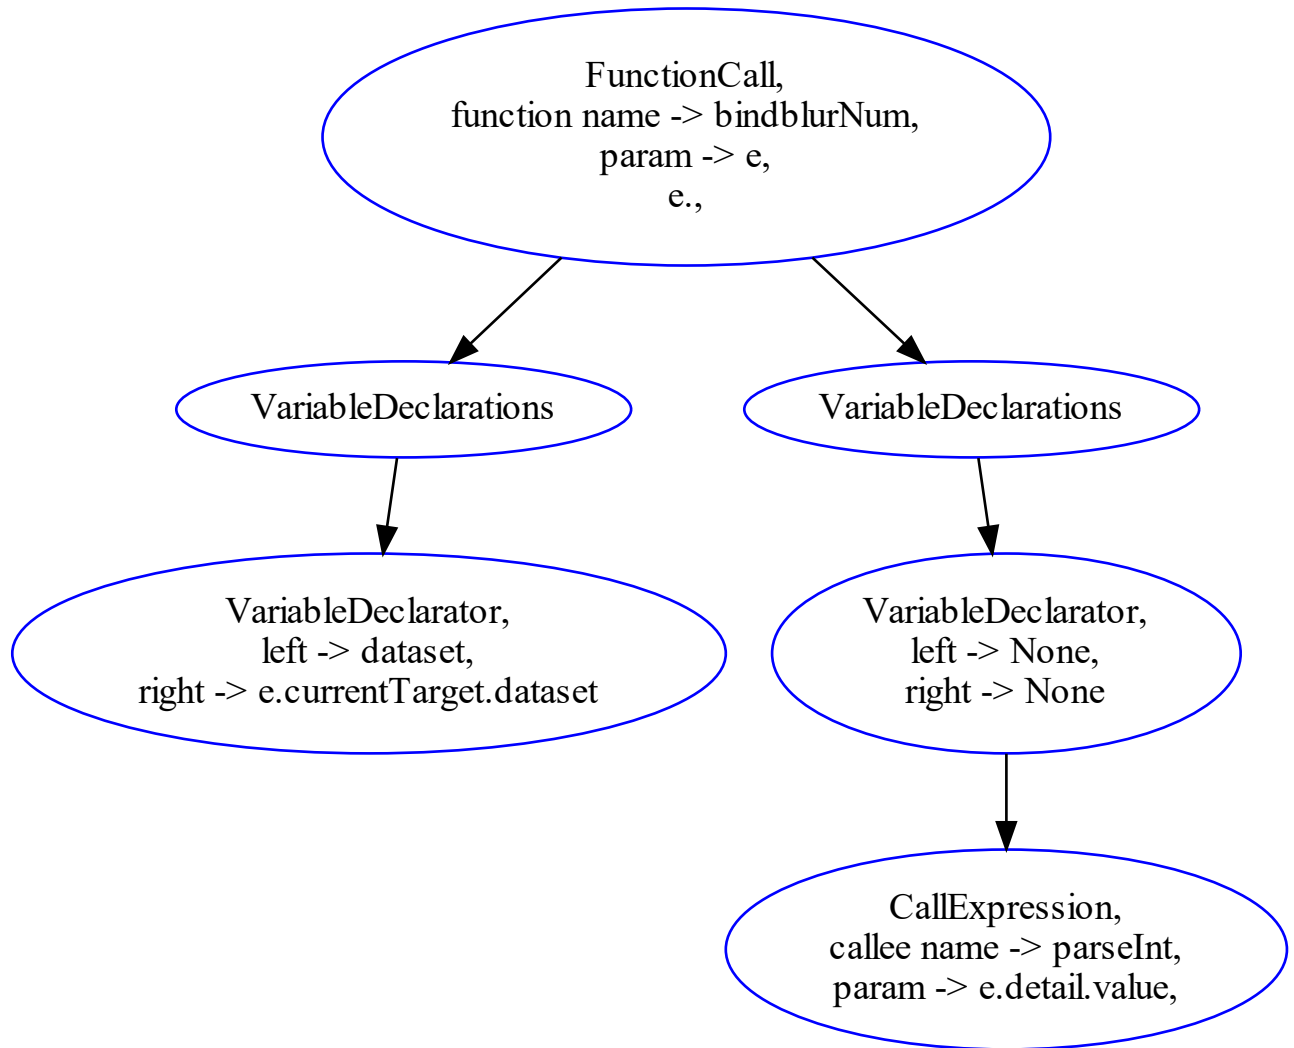 FunctionCall,
function name -> bindblurNum,
param -> e,
e.,
VariableDeclarations
VariableDeclarations
VariableDeclarator,
left -> dataset,
right -> e.currentTarget.dataset
VariableDeclarator,
left -> None,
right -> None
CallExpression,
callee name -> parseInt,
param -> e.detail.value,